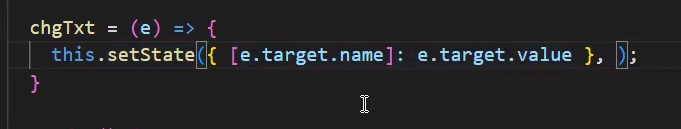 chgTxt = (e) => {
this.setState({ [e.target.name]: e.target.value }, );
}